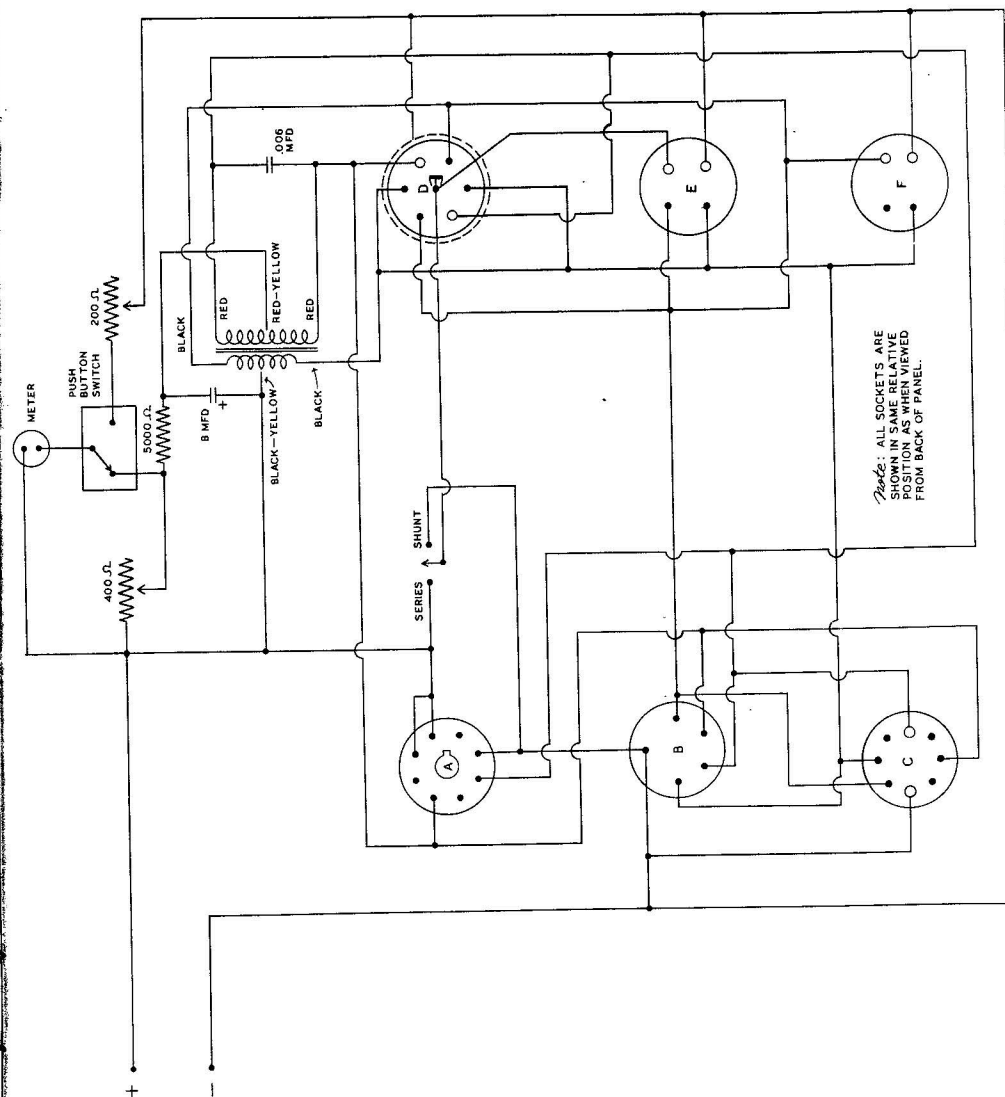 METER
PUSH
BUTTON
SWITCH
200 Ω
400 Ω
5000 Ω
8 MFD
+
BLACK
RED
RED-YELLOW
RED
.006
MFD
BLACK-YELLOW
BLACK
SERIES
SHUNT
A
B
C
D
E
F
+
-
Note: ALL SOCKETS ARE
SHOWN IN SAME RELATIVE
POSITION AS WHEN VIEWED
FROM BACK OF PANEL.